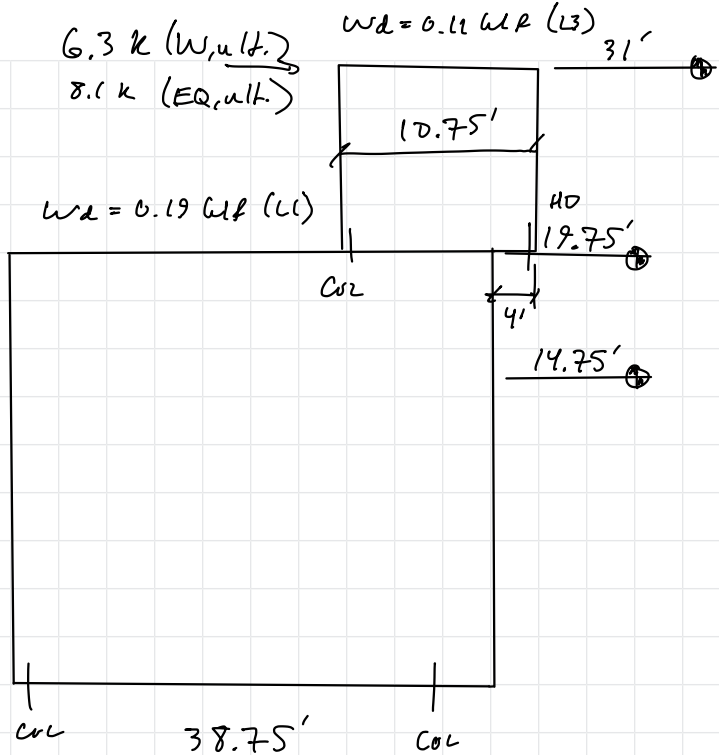 Wd = 0.11 klf (L3)
6.3 k (W,ult.)
8.1 k (EQ,ult.)
31'
10.75'
Wd = 0.19 klf (L1)
HD
19.75'
COL
4'
14.75'
COL
38.75'
COL